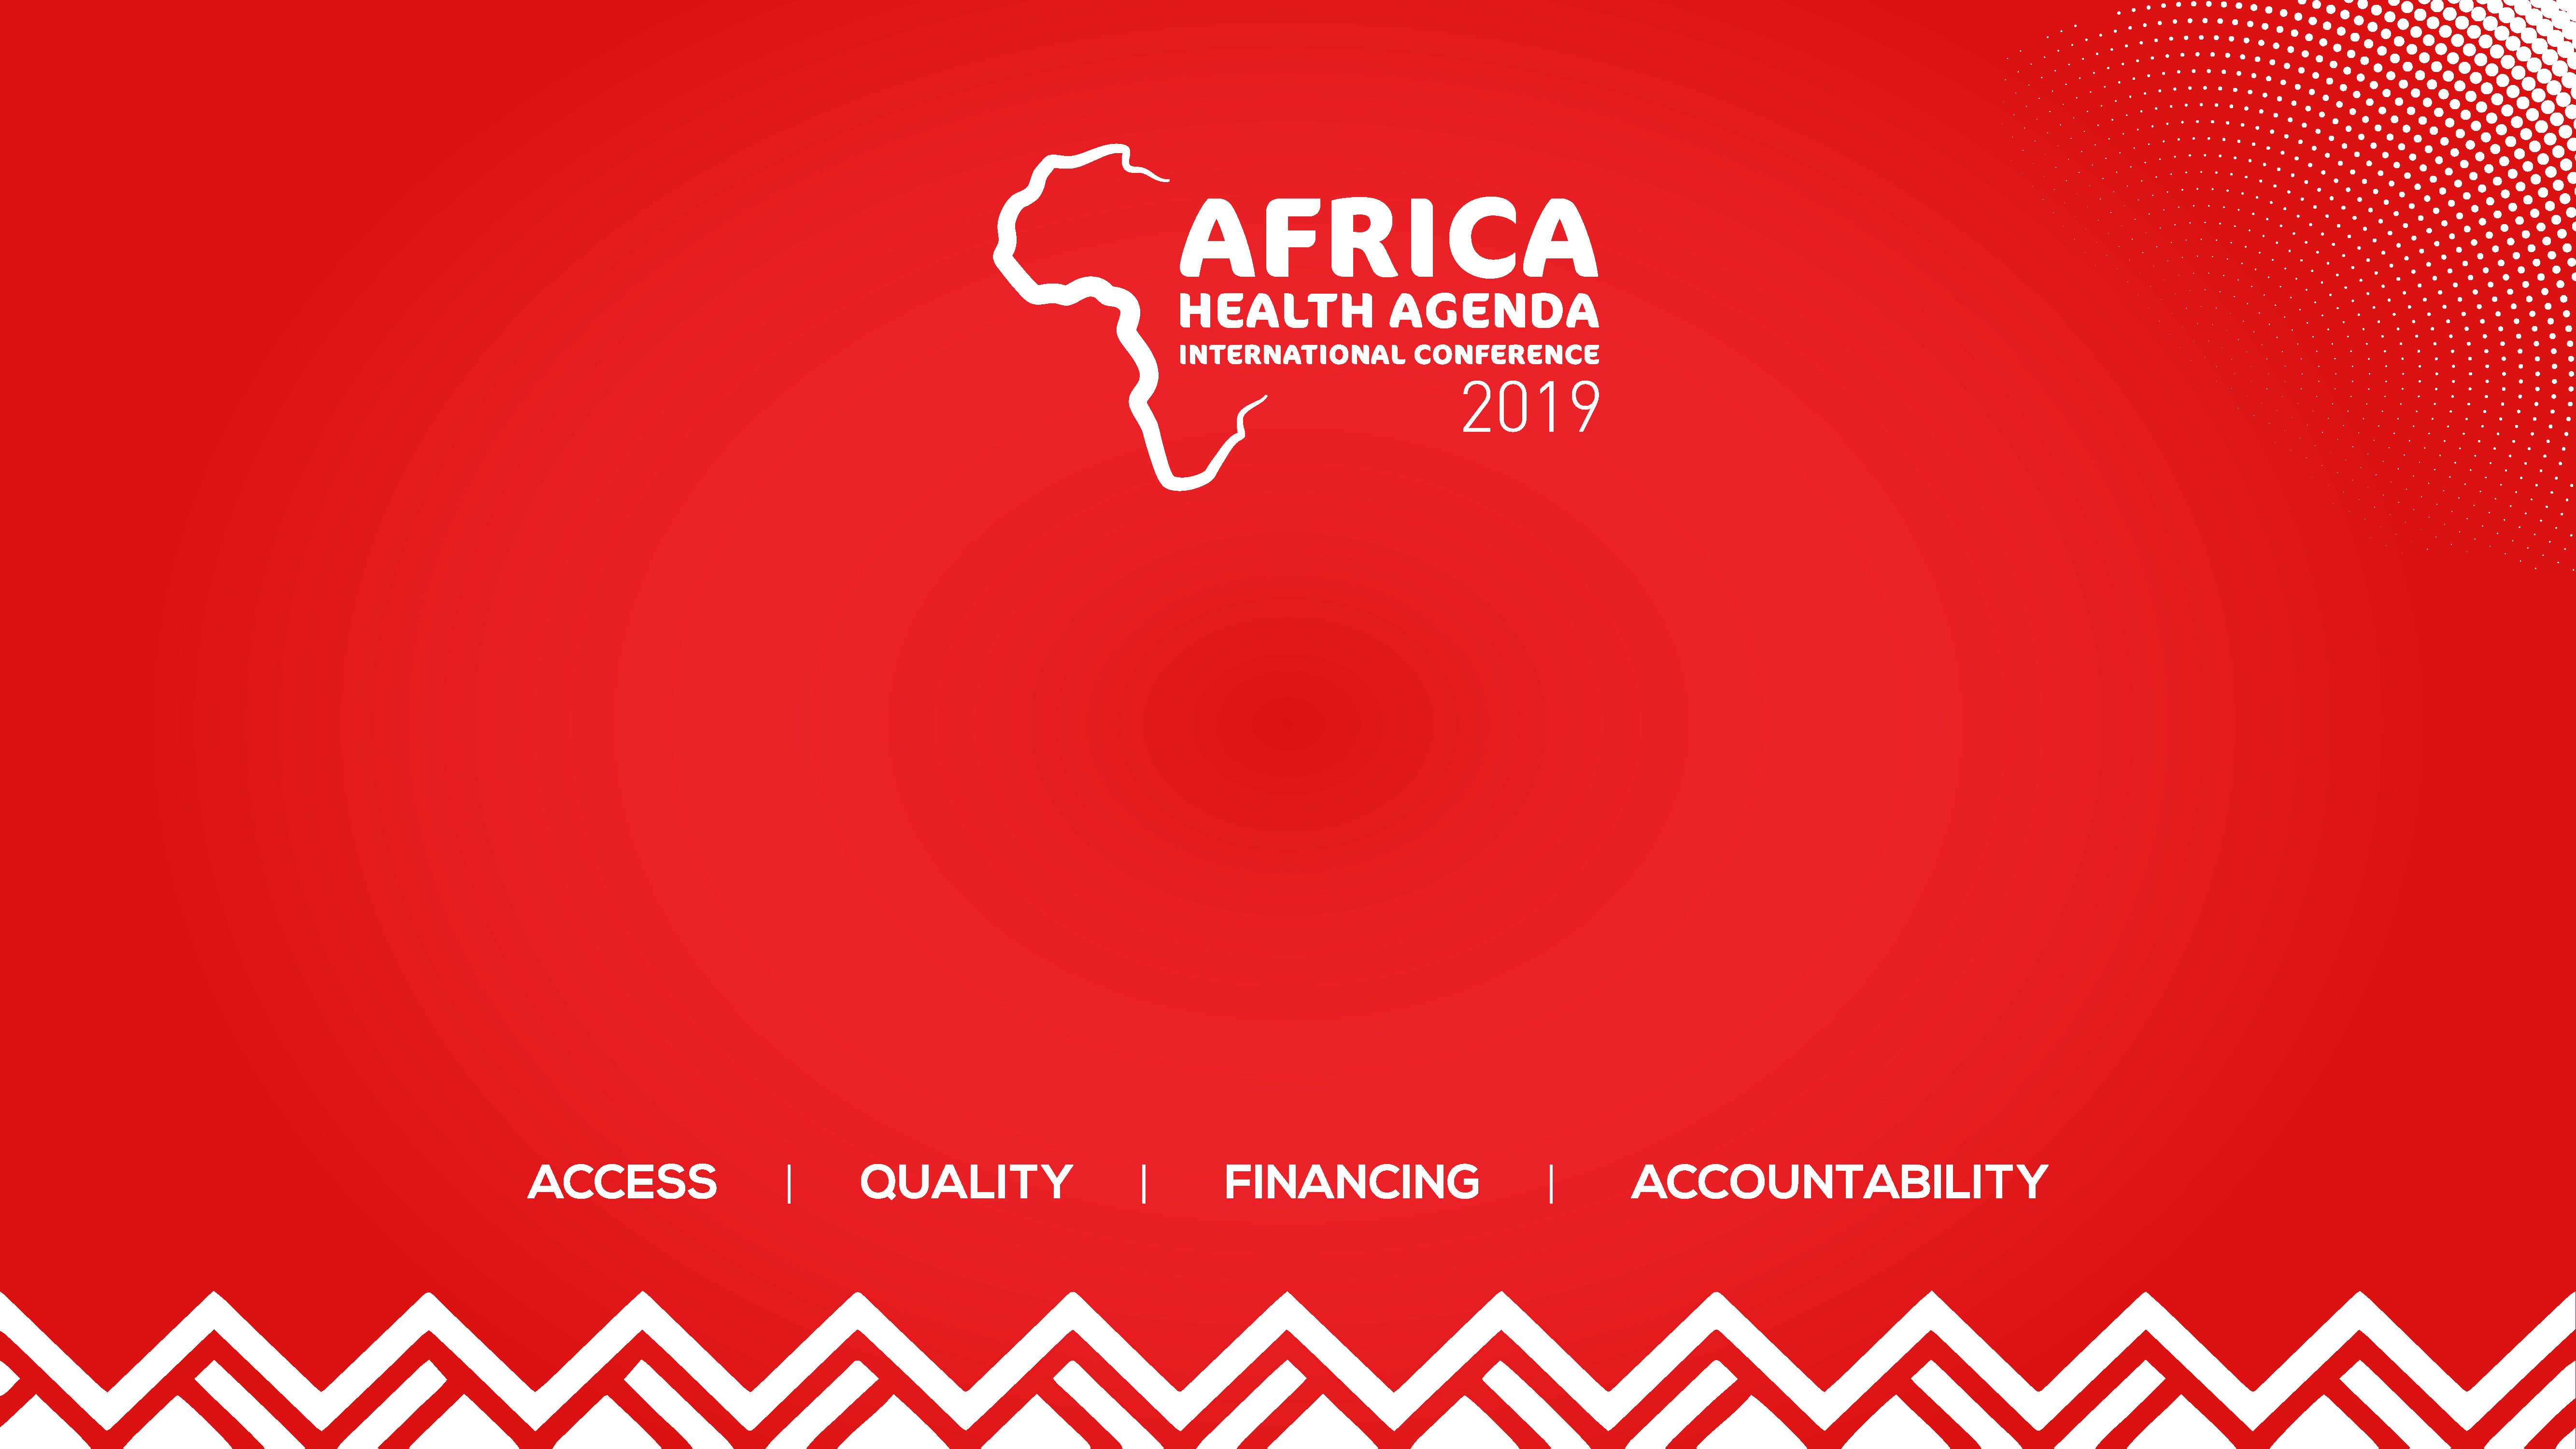 AFRICA
HEALTH AGENDA
INTERNATIONAL CONFERENCE
2019
ACCESS | QUALITY | FINANCING | ACCOUNTABILITY